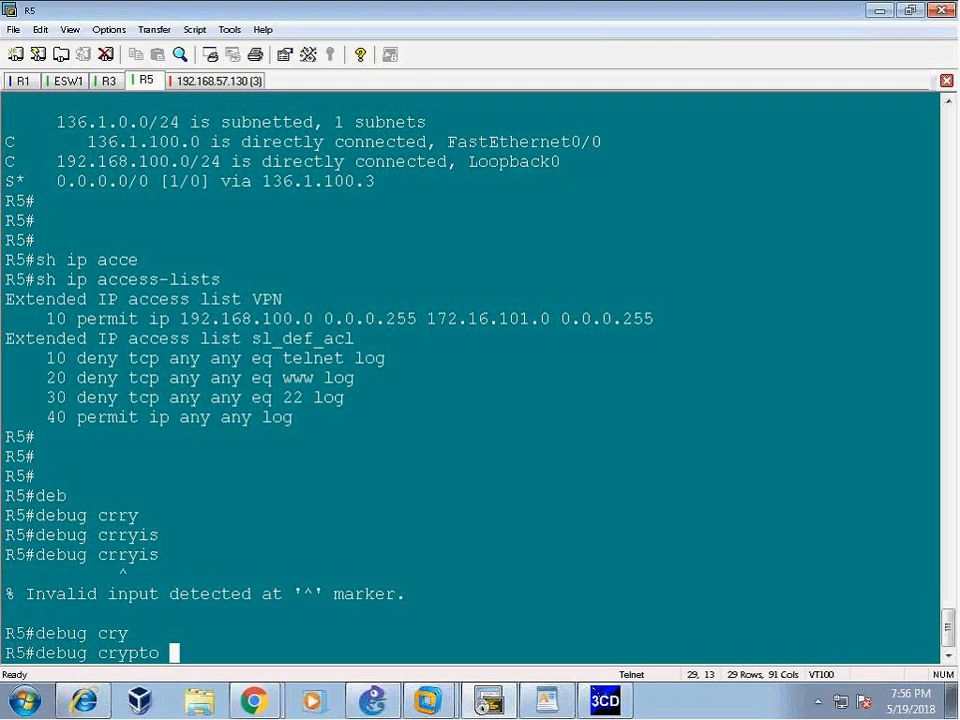 R5
File Edit View Options Transfer Script Tools Help
R1 ESW1 R3 R5 192.168.57.130 (3)
136.1.0.0/24 is subnetted, 1 subnets
C 136.1.100.0 is directly connected, FastEthernet0/0
C 192.168.100.0/24 is directly connected, Loopback0
S* 0.0.0.0/0 [1/0] via 136.1.100.3
R5#
R5#
R5#
R5#sh ip acce
R5#sh ip access-lists
Extended IP access list VPN
10 permit ip 192.168.100.0 0.0.0.255 172.16.101.0 0.0.0.255
Extended IP access list sl_def_acl
10 deny tcp any any eq telnet log
20 deny tcp any any eq www log
30 deny tcp any any eq 22 log
40 permit ip any any log
R5#
R5#
R5#
R5#deb
R5#debug crry
R5#debug crryis
R5#debug crryis
^
% Invalid input detected at '^' marker.
R5#debug cry
R5#debug crypto
Ready Telnet 29, 13 29 Rows, 91 Cols VT100 NUM
3CD
7:56 PM
5/19/2018